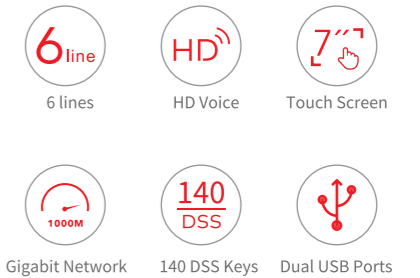 6line
HD
7″
6 lines
HD Voice
Touch Screen
1000M
140
DSS
Gigabit Network
140 DSS Keys
Dual USB Ports